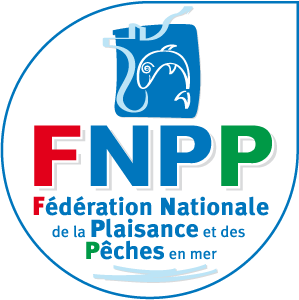 FNPP
Fédération Nationale
de la Plaisance et des
Pêches en mer